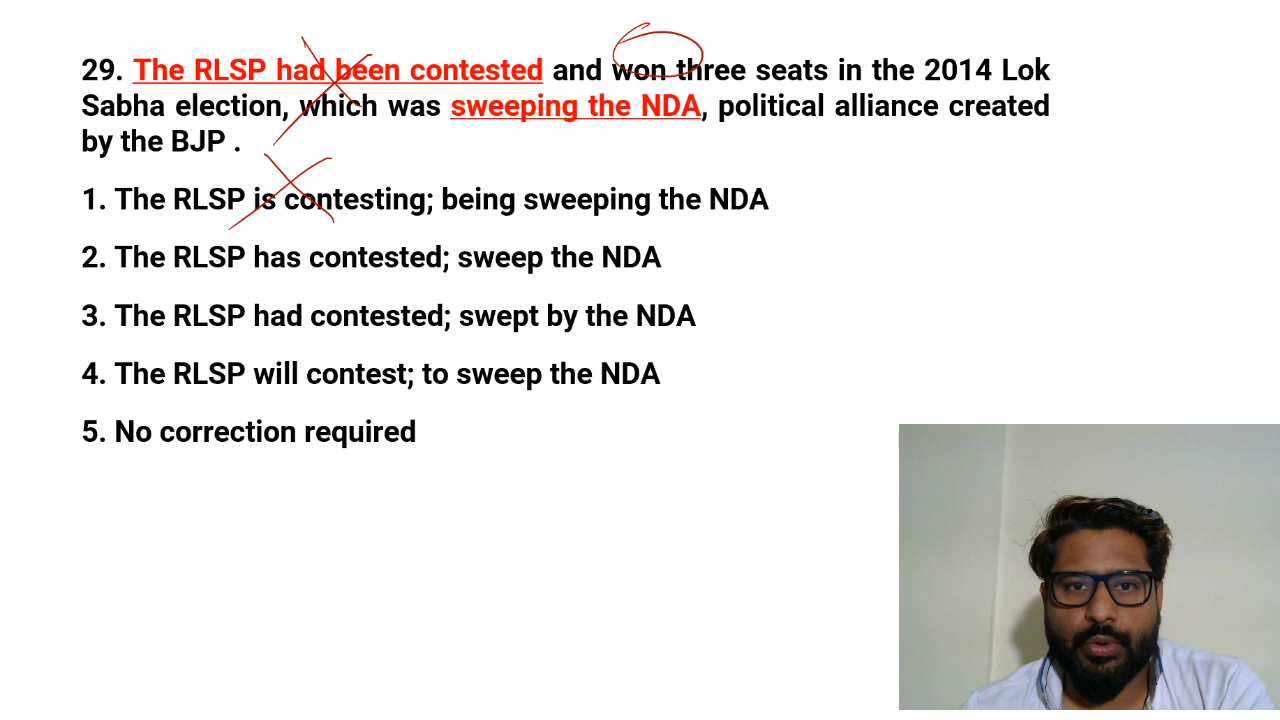 29. The RLSP had been contested and won three seats in the 2014 Lok
Sabha election, which was sweeping the NDA, political alliance created
by the BJP .
1. The RLSP is contesting; being sweeping the NDA
2. The RLSP has contested; sweep the NDA
3. The RLSP had contested; swept by the NDA
4. The RLSP will contest; to sweep the NDA
5. No correction required